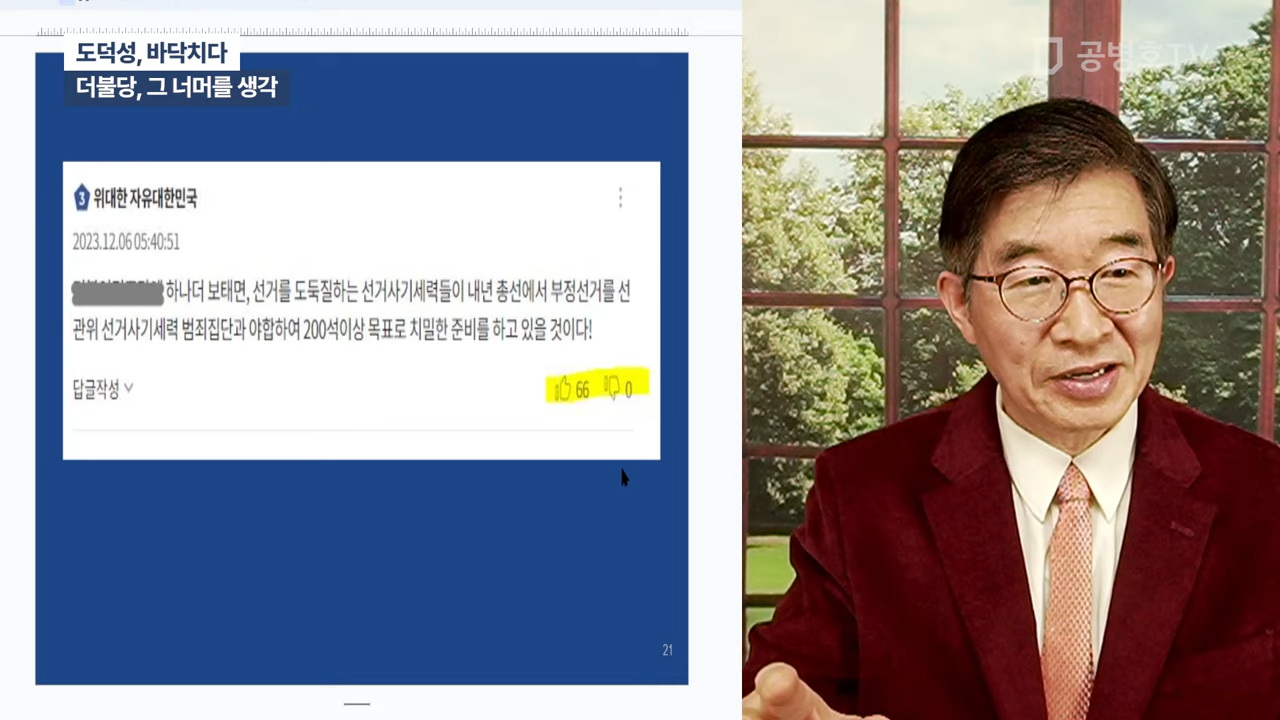 도덕성, 바닥치다
더불당, 그 너머를 생각
공병호TV
3 위대한 자유대한민국
2023.12.06 05:40:51
하나더 보태면, 선거를 도둑질하는 선거사기세력들이 내년 총선에서 부정선거를 선
관위 선거사기세력 범죄집단과 야합하여 200석이상 목표로 치밀한 준비를 하고 있을 것이다!
답글작성
66 0
21